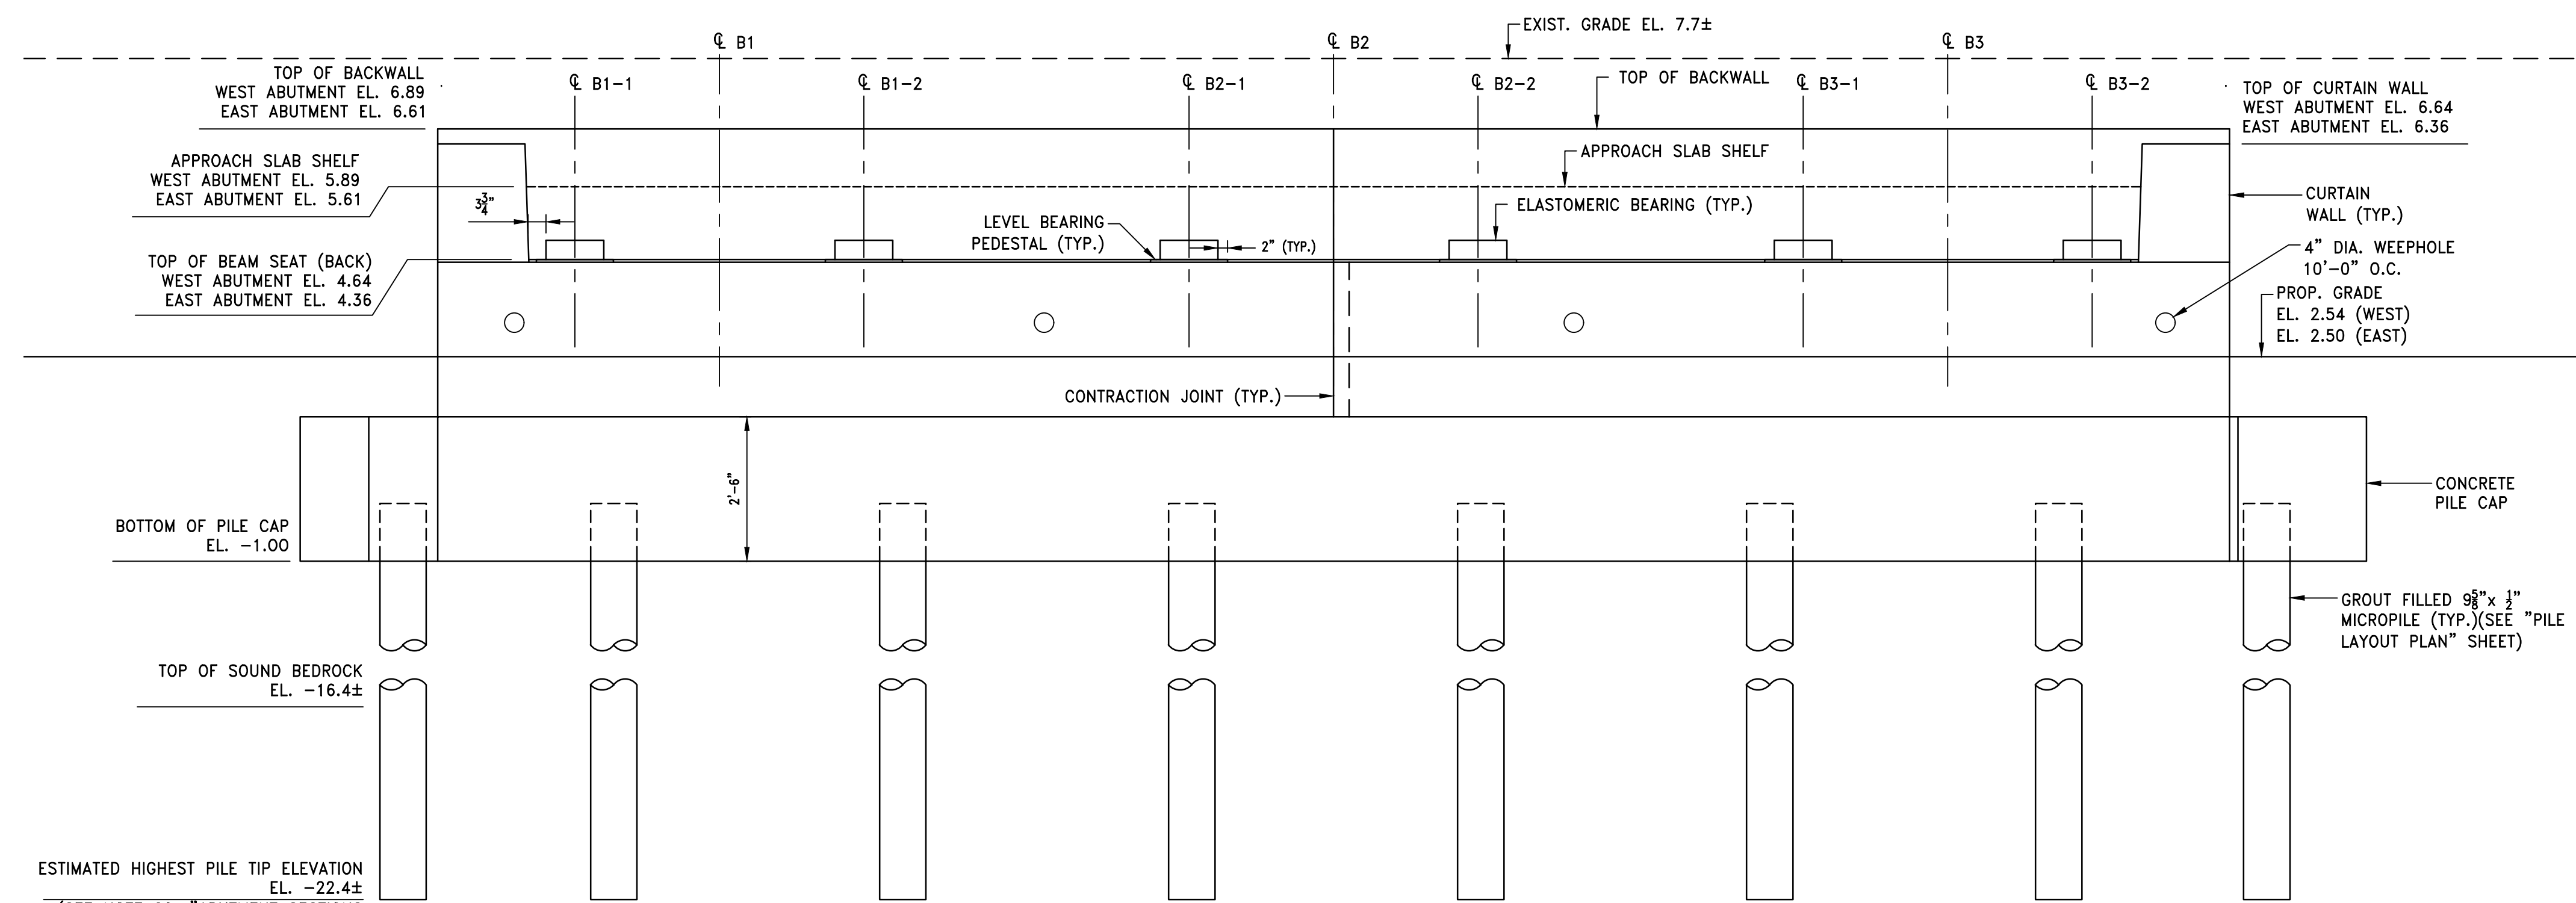 EXIST. GRADE EL. 7.7±
℄ B1
℄ B2
℄ B3
TOP OF BACKWALL
WEST ABUTMENT EL. 6.89
EAST ABUTMENT EL. 6.61
℄ B1-1
℄ B1-2
℄ B2-1
℄ B2-2
TOP OF BACKWALL
℄ B3-1
℄ B3-2
TOP OF CURTAIN WALL
WEST ABUTMENT EL. 6.64
EAST ABUTMENT EL. 6.36
APPROACH SLAB SHELF
WEST ABUTMENT EL. 5.89
EAST ABUTMENT EL. 5.61
APPROACH SLAB SHELF
3 3/4"
LEVEL BEARING
PEDESTAL (TYP.)
2" (TYP.)
ELASTOMERIC BEARING (TYP.)
CURTAIN
WALL (TYP.)
TOP OF BEAM SEAT (BACK)
WEST ABUTMENT EL. 4.64
EAST ABUTMENT EL. 4.36
4" DIA. WEEPHOLE
10'-0" O.C.
PROP. GRADE
EL. 2.54 (WEST)
EL. 2.50 (EAST)
CONTRACTION JOINT (TYP.)
2'-6"
CONCRETE
PILE CAP
BOTTOM OF PILE CAP
EL. -1.00
GROUT FILLED 9 5/8"x 1/2"
MICROPILE (TYP.)(SEE "PILE
LAYOUT PLAN" SHEET)
TOP OF SOUND BEDROCK
EL. -16.4±
ESTIMATED HIGHEST PILE TIP ELEVATION
EL. -22.4±